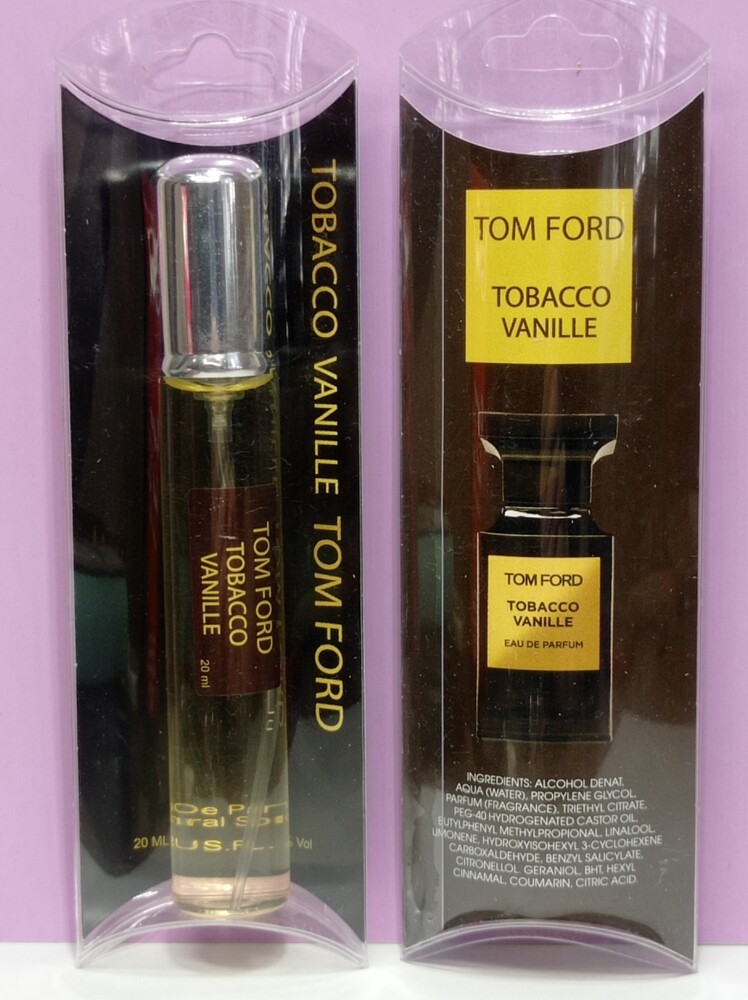 TOBACCO VANILLE TOM FORD
TOM FORD
TOBACCO
VANILLE
20 ml
20 ML
Vol
TOM FORD
TOBACCO
VANILLE
TOM FORD
TOBACCO
VANILLE
EAU DE PARFUM
INGREDIENTS: ALCOHOL DENAT,
AQUA (WATER), PROPYLENE GLYCOL,
PARFUM (FRAGRANCE), TRIETHYL CITRATE,
PEG-40 HYDROGENATED CASTOR OIL,
BUTYLPHENYL METHYLPROPIONAL, LINALOOL,
LIMONENE, HYDROXYISOHEXYL 3-CYCLOHEXENE
CARBOXALDEHYDE, BENZYL SALICYLATE,
CITRONELLOL, GERANIOL, BHT, HEXYL
CINNAMAL, COUMARIN, CITRIC ACID.